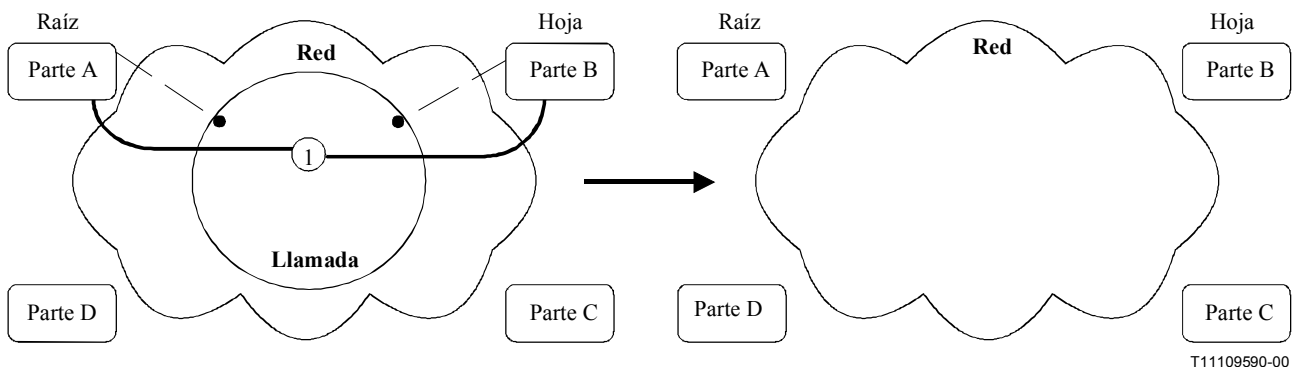 Raíz
Hoja
Raíz
Hoja
Red
Red
Parte A
Parte B
Parte A
Parte B
1
Llamada
Parte D
Parte C
Parte D
Parte C
T11109590-00